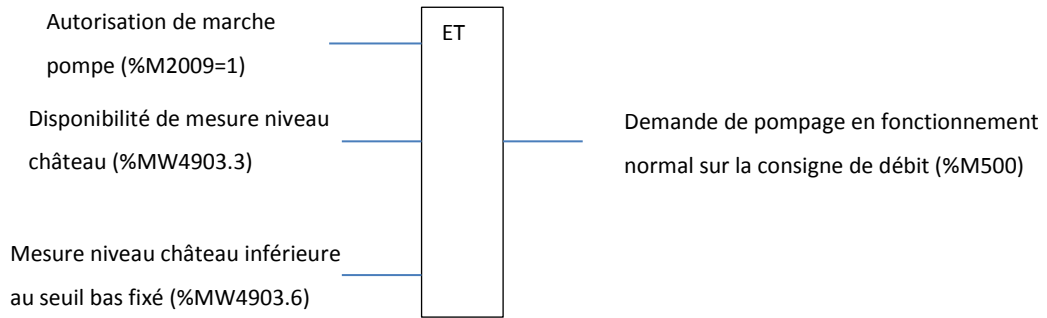 Autorisation de marche
pompe (%M2009=1)
ET
Disponibilité de mesure niveau
château (%MW4903.3)
Demande de pompage en fonctionnement
normal sur la consigne de débit (%M500)
Mesure niveau château inférieure
au seuil bas fixé (%MW4903.6)